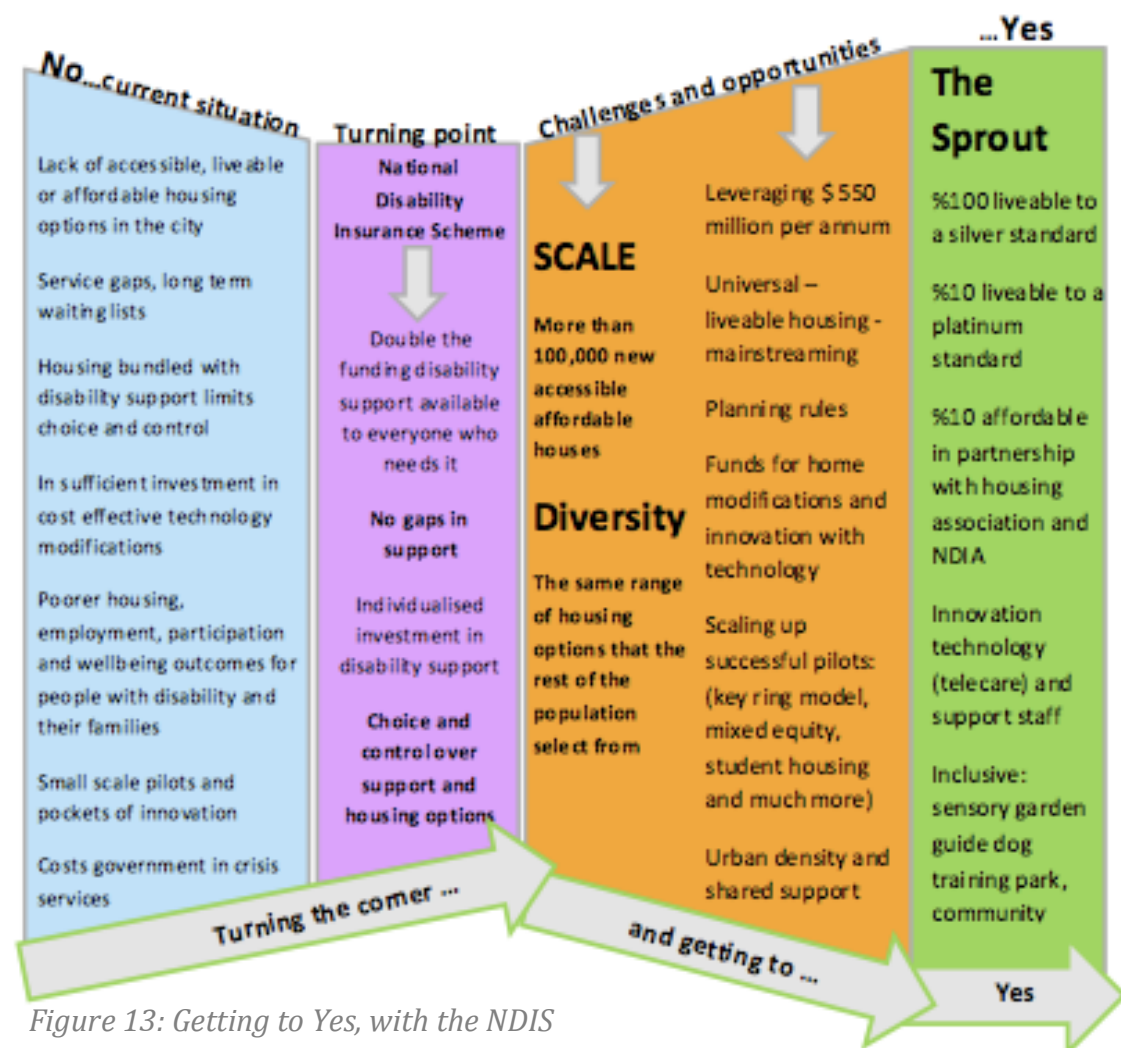 No...current situation
Lack of accessible, liveable
or affordable housing
options in the city
Service gaps, long term
waiting lists
Housing bundled with
disability support limits
choice and control
In sufficient investment in
cost effective technology
modifications
Poorer housing,
employment, participation
and wellbeing outcomes for
people with disability and
their families
Small scale pilots and
pockets of innovation
Costs government in crisis
services
Turning point
National
Disability
Insurance Scheme
Double the
funding disability
support available
to everyone who
needs it
No gaps in
support
Individualised
investment in
disability support
Choice and
control over
support and
housing options
Challenges and opportunities
SCALE
More than
100,000 new
accessible
affordable
houses
Diversity
The same range
of housing
options that the
rest of the
population
select from
Leveraging $550
million per annum
Universal –
liveable housing -
mainstreaming
Planning rules
Funds for home
modifications and
innovation with
technology
Scaling up
successful pilots:
(key ring model,
mixed equity,
student housing
and much more)
Urban density and
shared support
...Yes
The
Sprout
%100 liveable to
a silver standard
%10 liveable to a
platinum
standard
%10 affordable
in partnership
with housing
association and
NDIA
Innovation
technology
(telecare) and
support staff
Inclusive:
sensory garden
guide dog
training park,
community
Turning the corner ...
and getting to ...
Yes
Figure 13: Getting to Yes, with the NDIS